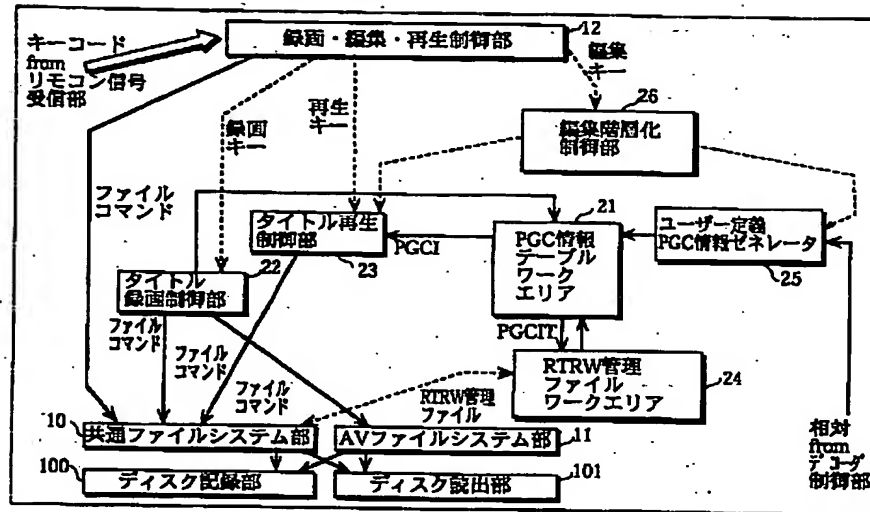 12
キーコード
from
リモコン信号
受信部
録画・編集・再生制御部
編集
キー
26
再生
キー
録画
キー
編集階層化
制御部
ファイル
コマンド
21
タイトル再生
制御部
PGCI
PGC情報
テーブル
ワーク
エリア
ユーザー定義
PGC情報ゼネレータ
22
23
25
タイトル
録画制御部
ファイル
コマンド
ファイル
コマンド
PGCIT
ファイル
コマンド
RTRW管理
ファイル
RTRW管理
ファイル
ワークエリア
24
10
共通ファイルシステム部
AVファイルシステム部
11
相対
from
デコーダ
制御部
100
ディスク記録部
ディスク読出部
101